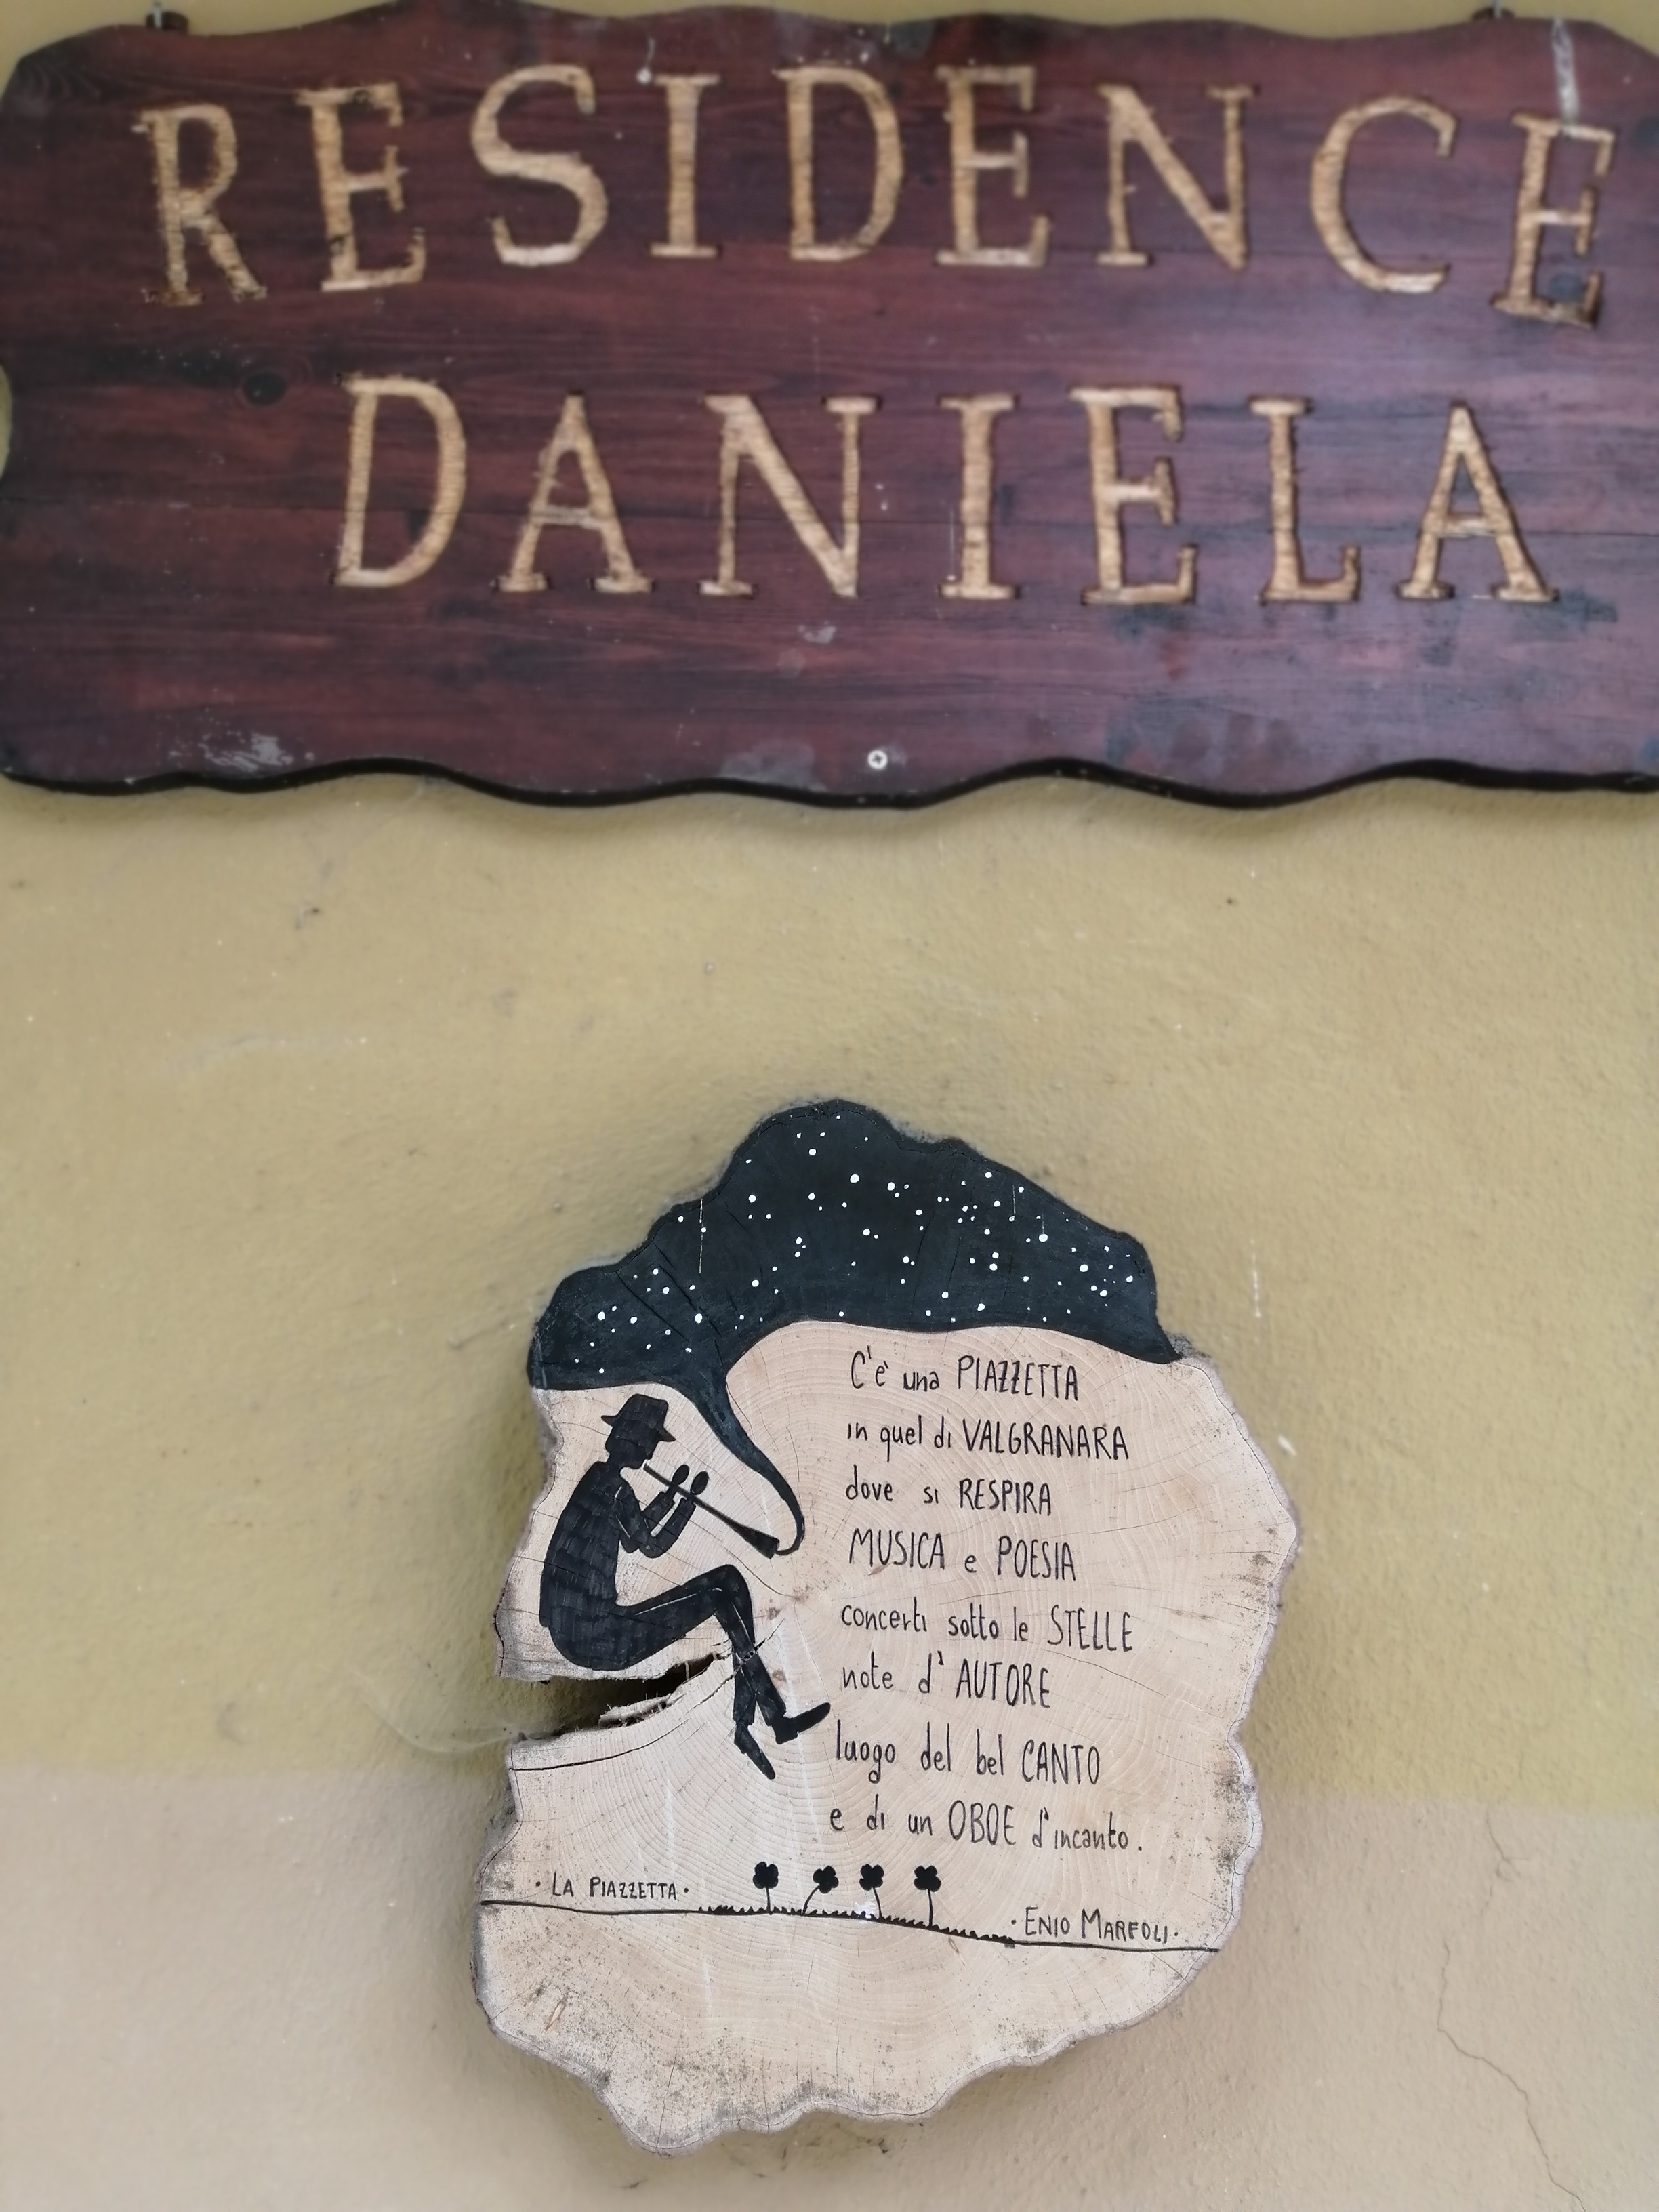 RESIDENCE
DANIELA
C'è una PIAZZETTA
in quel di VALGRANARA
dove si RESPIRA
MUSICA e POESIA
concerti sotto le STELLE
note d'AUTORE
luogo del bel CANTO
e di un OBOE d'incanto.
· LA PIAZZETTA ·
· ENIO MARFOLI ·